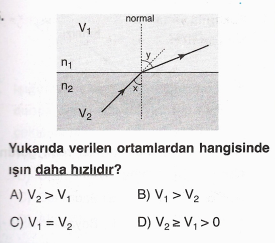 normal
V₁
y
n₁
n₂
x
V₂
Yukarıda verilen ortamlardan hangisinde
ışın daha hızlıdır?
A) V₂ > V₁ B) V₁ > V₂
C) V₁ = V₂ D) V₂ ≥ V₁ > 0